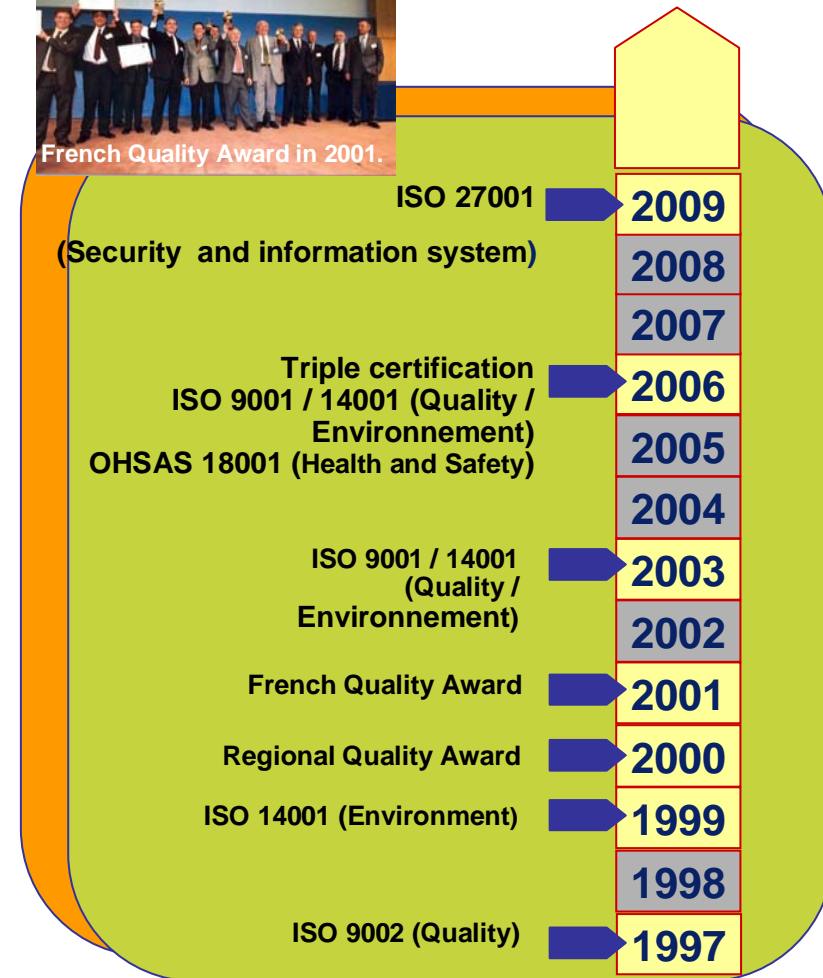 French Quality Award in 2001.
ISO 27001
2009
(Security and information system)
2008
2007
Triple certification
ISO 9001 / 14001 (Quality /
Environnement)
OHSAS 18001 (Health and Safety)
2006
2005
2004
ISO 9001 / 14001
(Quality /
Environnement)
2003
2002
French Quality Award
2001
Regional Quality Award
2000
ISO 14001 (Environment)
1999
1998
ISO 9002 (Quality)
1997